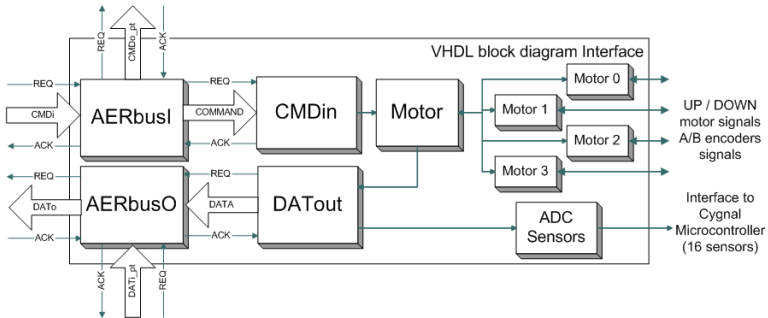 REQ
CMDo_pt
ACK
VHDL block diagram Interface
REQ
CMDi
ACK
AERbusI
REQ
COMMAND
ACK
CMDin
Motor
Motor 0
Motor 1
Motor 2
Motor 3
UP / DOWN
motor signals
A/B encoders
signals
REQ
DATo
ACK
AERbusO
REQ
DATA
ACK
DATout
ADC
Sensors
Interface to
Cygnal
Microcontroller
(16 sensors)
ACK
DATi_pt
REQ